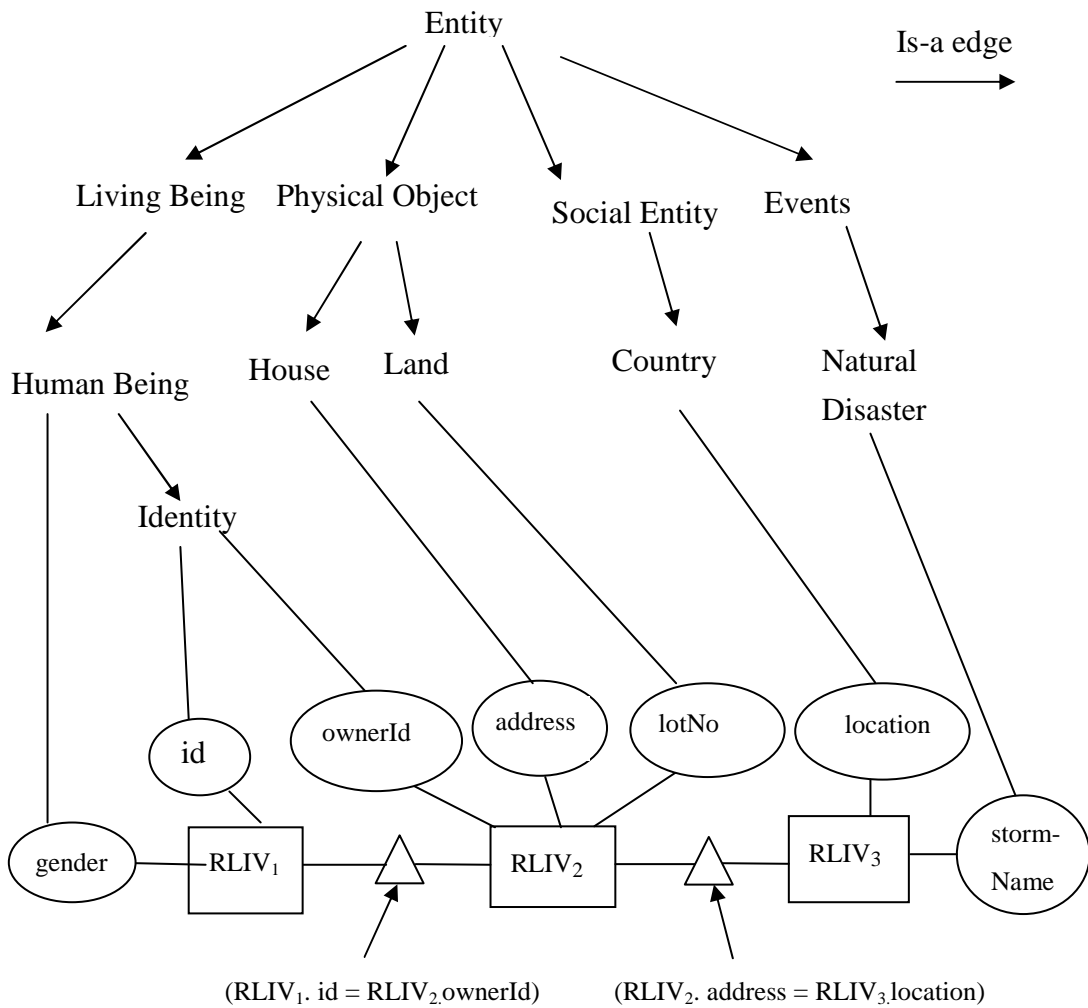 Entity
Is-a edge
Living Being
Physical Object
Social Entity
Events
Human Being
House
Land
Country
Natural
Disaster
Identity
id
ownerId
address
lotNo
location
gender
RLIV₁
RLIV₂
RLIV₃
storm-
Name
(RLIV₁. id = RLIV₂.ownerId)
(RLIV₂. address = RLIV₃.location)